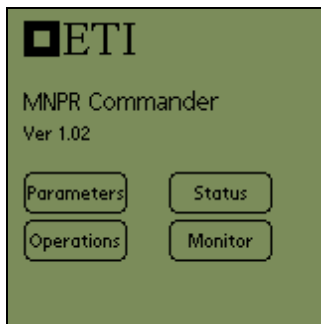 ETI
MNPR Commander
Ver 1.02
Parameters Status
Operations Monitor